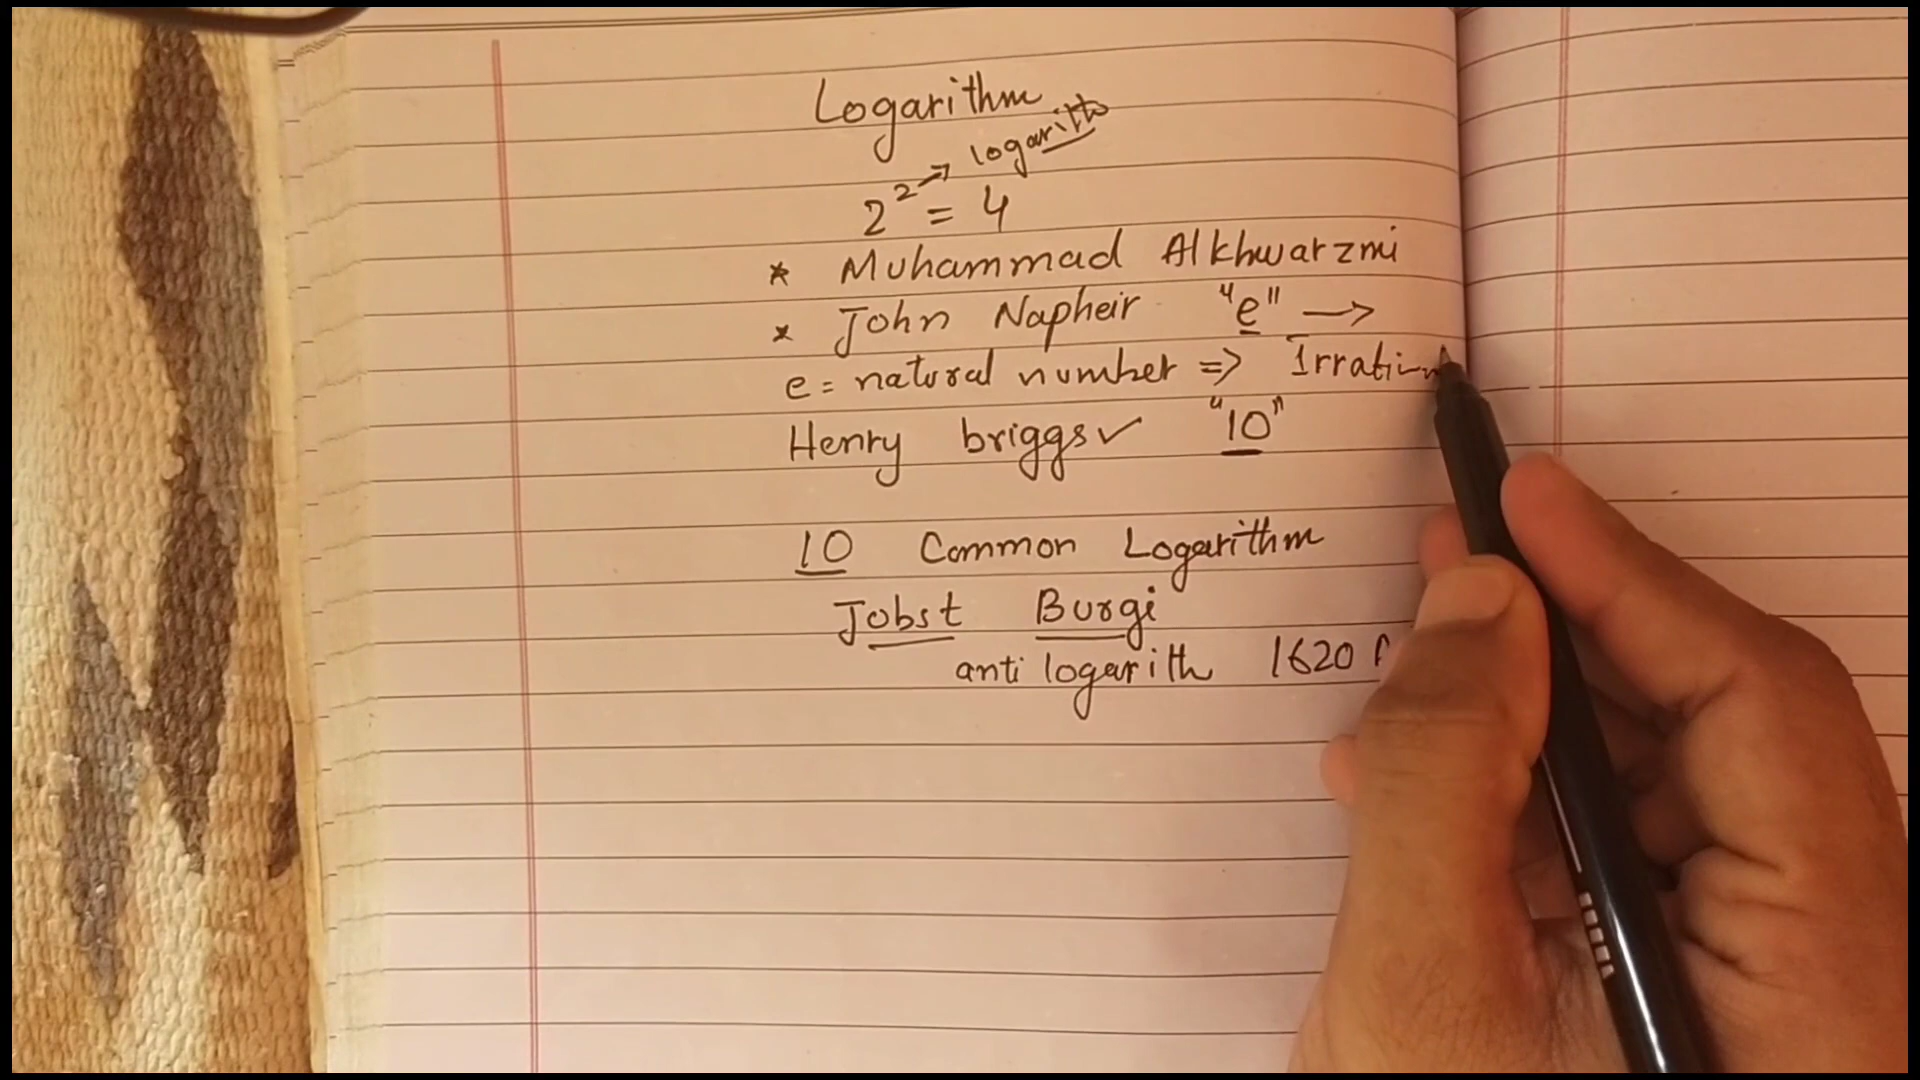 Logarithm
logarith
2² = 4
* Muhammad Alkhwarzmi
* John Napheir "e" →
e = natural number ⇒ Irration
Henry briggs ✓ "10"
10 Common Logarithm
Jobst Burgi
anti logarith 1620